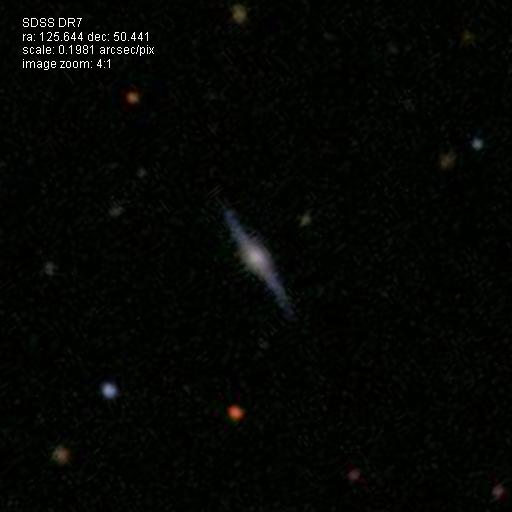 SDSS DR7
ra: 125.644 dec: 50.441
scale: 0.1981 arcsec/pix
image zoom: 4:1